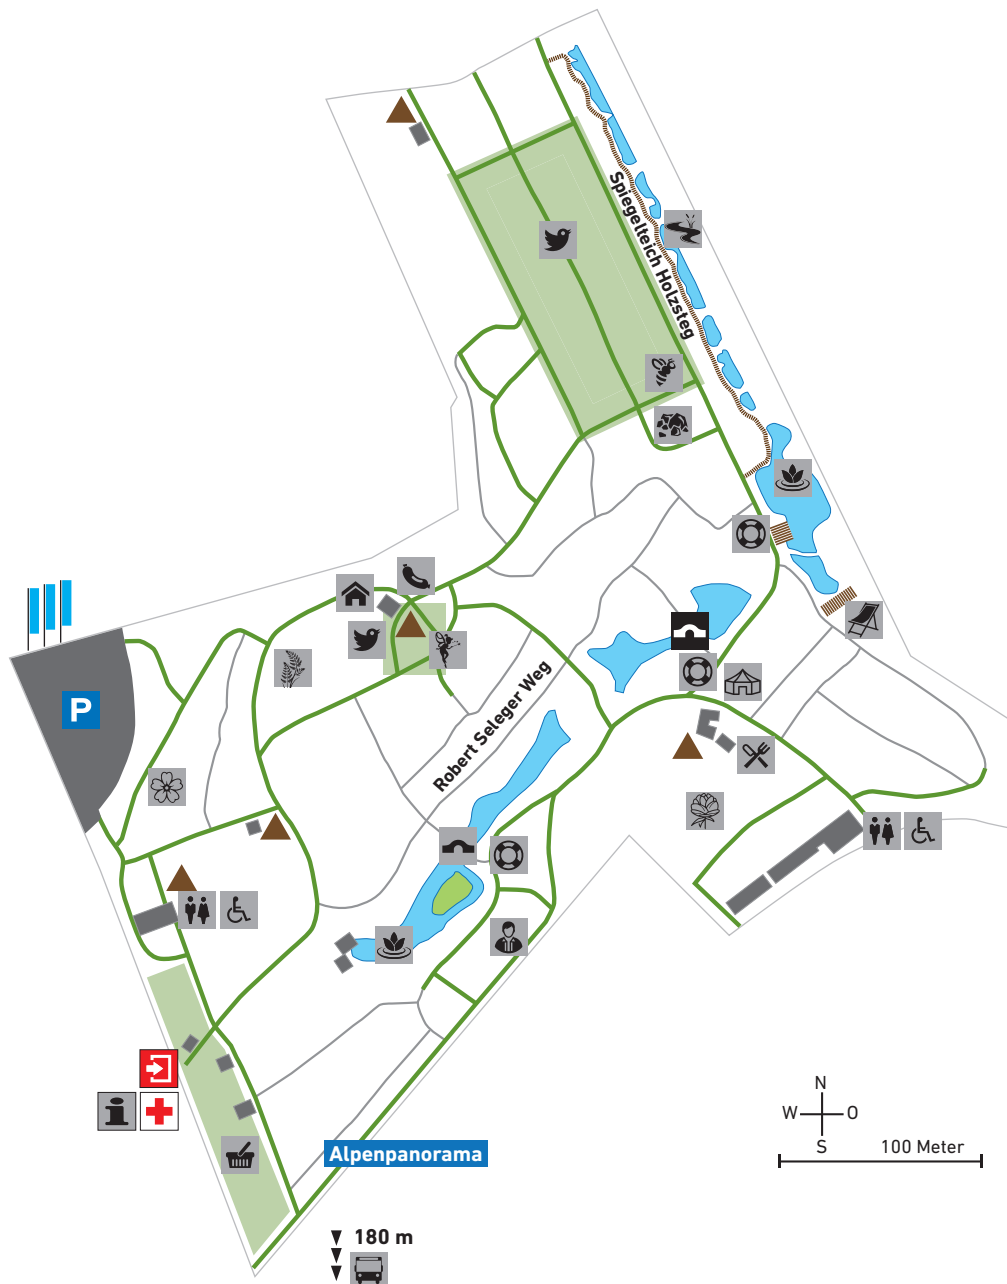 Spiegelteich Holzsteg
P
Robert Seleger Weg
N
W O
S
100 Meter
Alpenpanorama
180 m